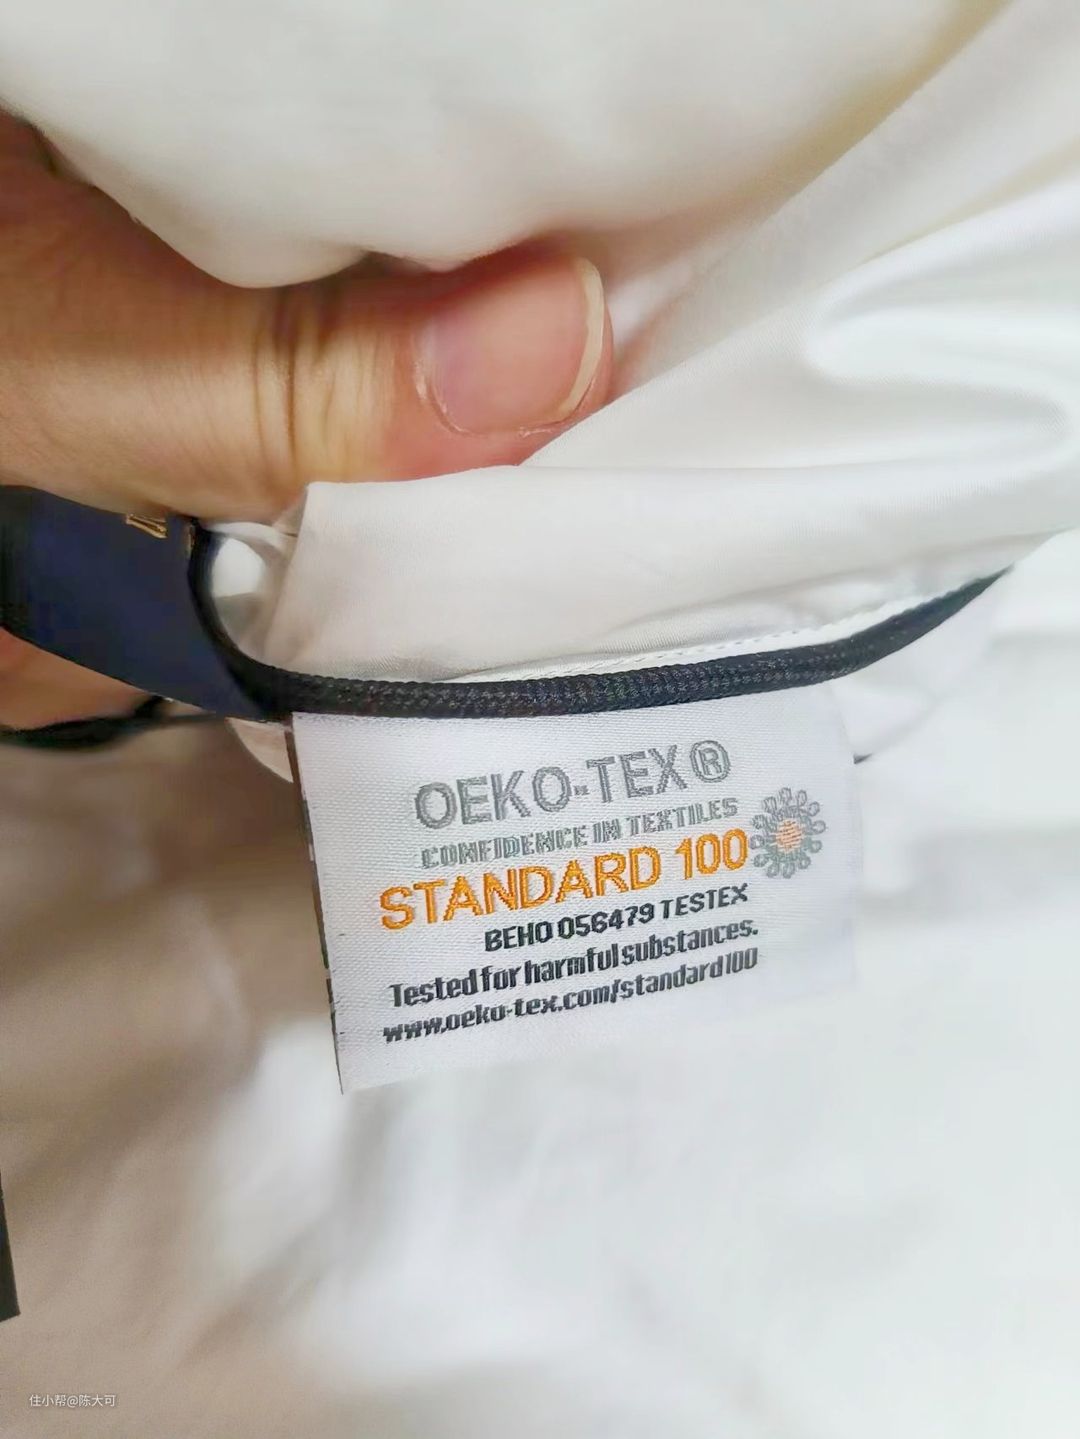 OEKO-TEX®
CONFIDENCE IN TEXTILES
STANDARD 100
BEHO 056479 TESTEX
Tested for harmful substances.
www.oeko-tex.com/standard100
住小帮@陈大可